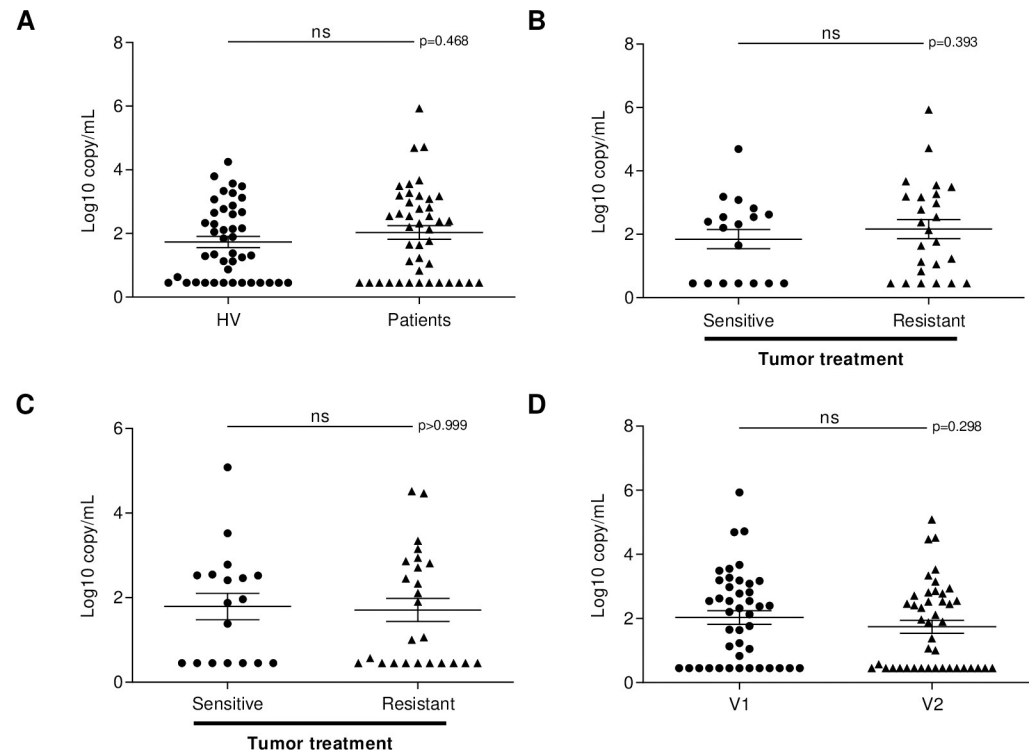 A
ns
p=0.468
Log10 copy/mL
8
6
4
2
0
HV
Patients
B
ns
p=0.393
Log10 copy/mL
8
6
4
2
0
Sensitive
Resistant
Tumor treatment
C
ns
p>0.999
Log10 copy/mL
6
4
2
0
Sensitive
Resistant
Tumor treatment
D
ns
p=0.298
Log10 copy/mL
8
6
4
2
0
V1
V2